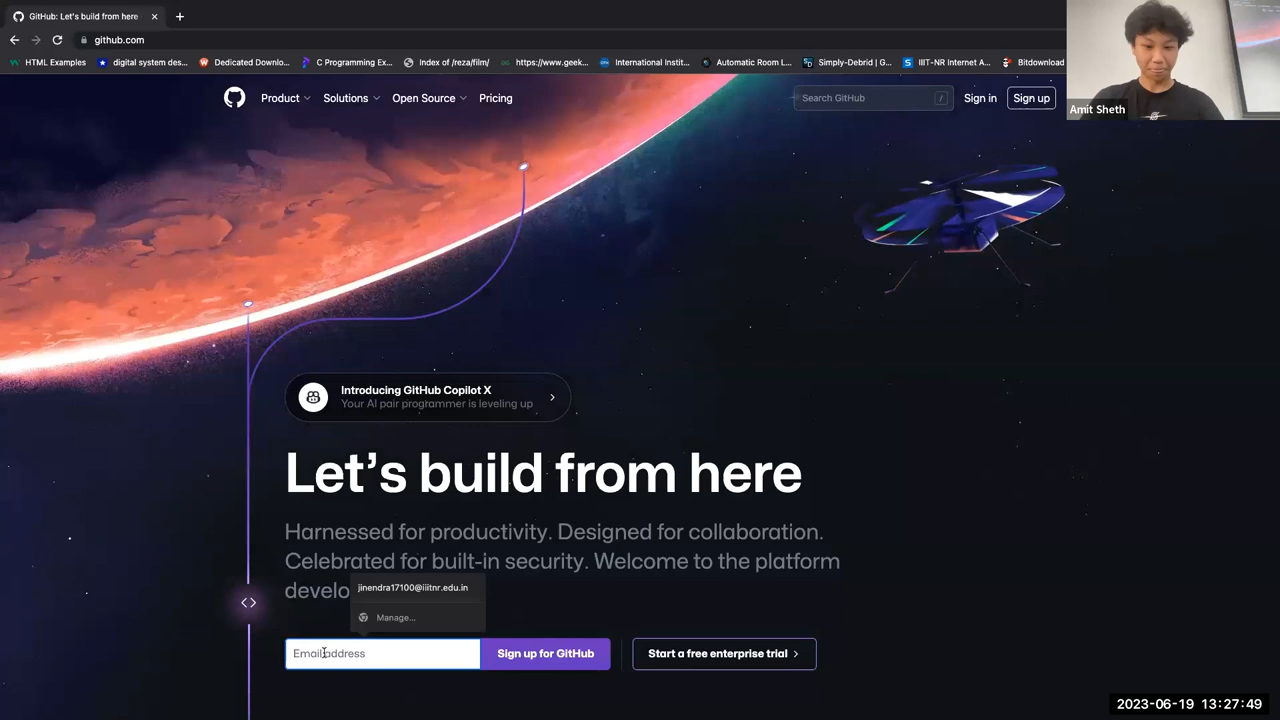 GitHub: Let's build from here
github.com
HTML Examples
digital system des...
Dedicated Downlo...
C Programming Ex...
Index of /reza/film/
https://www.geek...
International Instit...
Automatic Room L...
Simply-Debrid | G...
IIIT-NR Internet A...
Bitdownload
Amit Sheth
Product
Solutions
Open Source
Pricing
Search GitHub
/
Sign in
Sign up
Introducing GitHub Copilot X
Your AI pair programmer is leveling up
Let's build from here
Harnessed for productivity. Designed for collaboration.
Celebrated for built-in security. Welcome to the platform
develo
jinendra17100@iiitnr.edu.in
Manage...
Email address
Sign up for GitHub
Start a free enterprise trial
2023-06-19 13:27:49